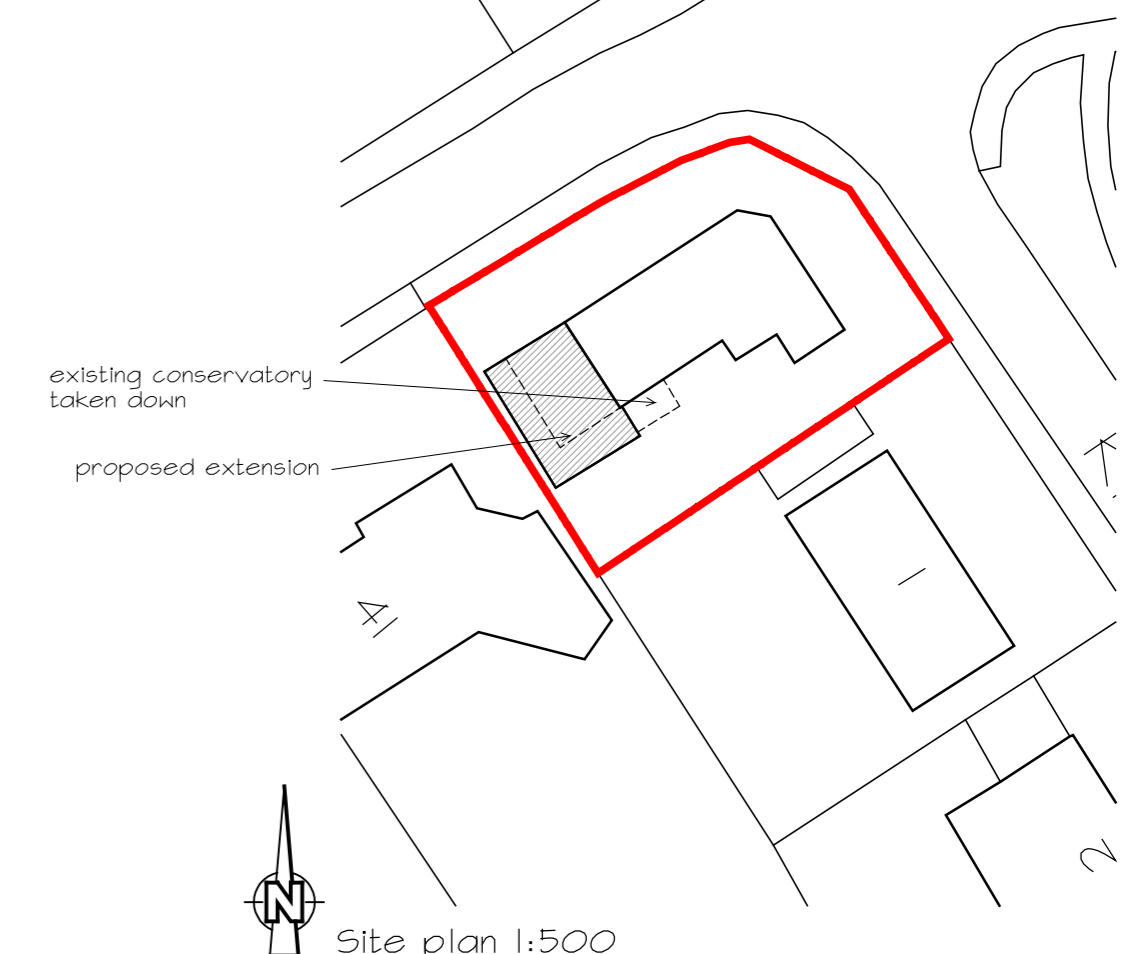 existing conservatory
taken down
proposed extension
41
1
2
N
Site plan 1:500